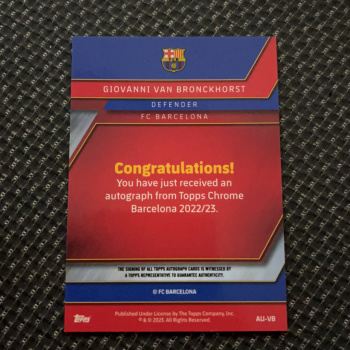 GIOVANNI VAN BRONCKHORST
DEFENDER
FC BARCELONA
Congratulations!
You have just received an
autograph from Topps Chrome
Barcelona 2022/23.
THE SIGNING OF ALL TOPPS AUTOGRAPH CARDS IS WITNESSED BY
A TOPPS REPRESENTATIVE TO GUARANTEE AUTHENTICITY.
© FC BARCELONA
Published Under License by The Topps Company, Inc.
® & © 2023. All Rights Reserved.
Topps
AU-VB